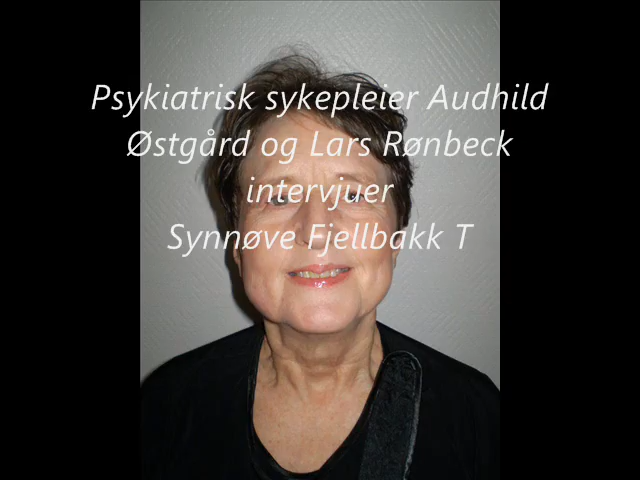 Psykiatrisk sykepleier Audhild
Østgård og Lars Rønbeck
intervjuer
Synnøve Fjellbakk T